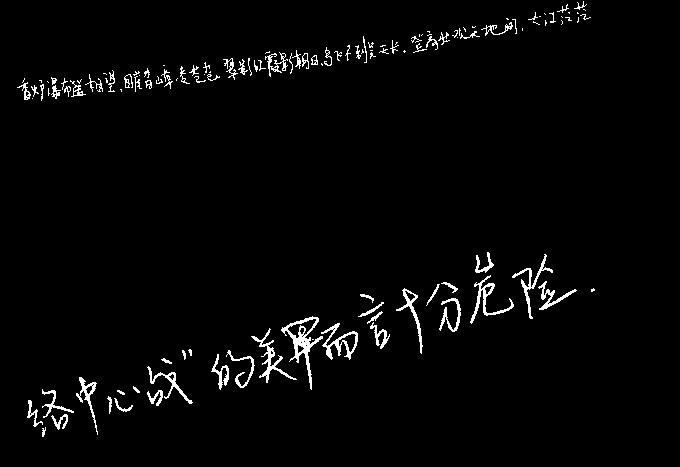 香炉瀑布遥相望,回崖沓嶂凌苍苍。翠影红霞影朝日,鸟飞不到吴天长。登高壮观天地间,大江茫茫
络中心战"的美军而言十分危险.